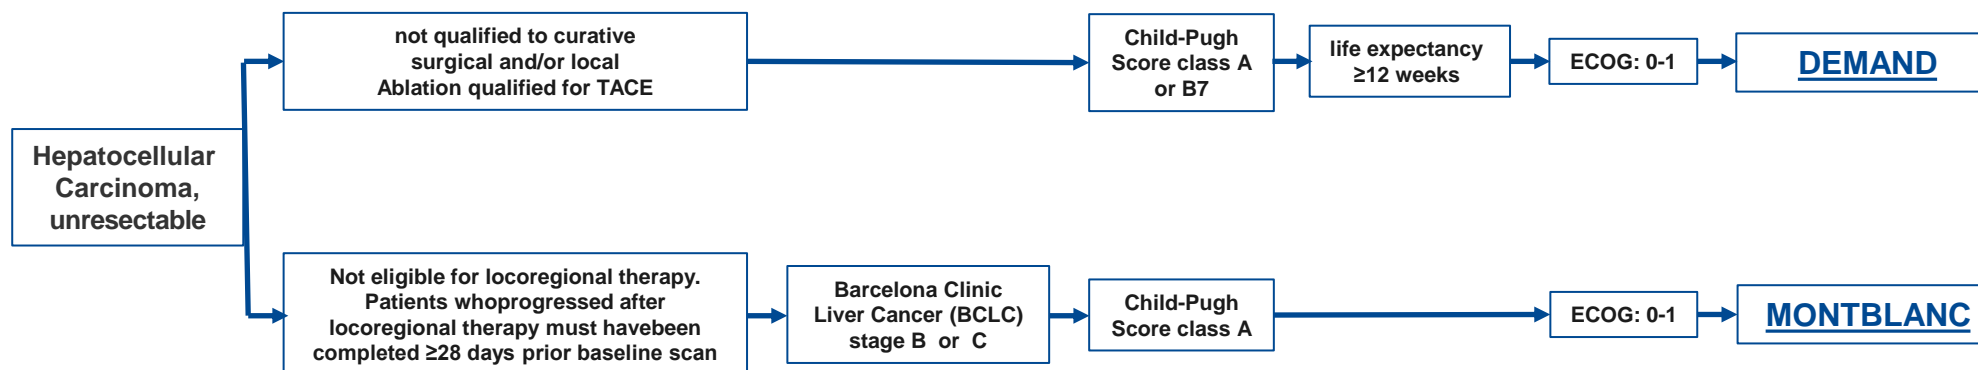 Hepatocellular
Carcinoma,
unresectable
not qualified to curative
surgical and/or local
Ablation qualified for TACE
Child-Pugh
Score class A
or B7
life expectancy
≥12 weeks
ECOG: 0-1
DEMAND
Not eligible for locoregional therapy.
Patients whoprogressed after
locoregional therapy must havebeen
completed ≥28 days prior baseline scan
Barcelona Clinic
Liver Cancer (BCLC)
stage B or C
Child-Pugh
Score class A
ECOG: 0-1
MONTBLANC